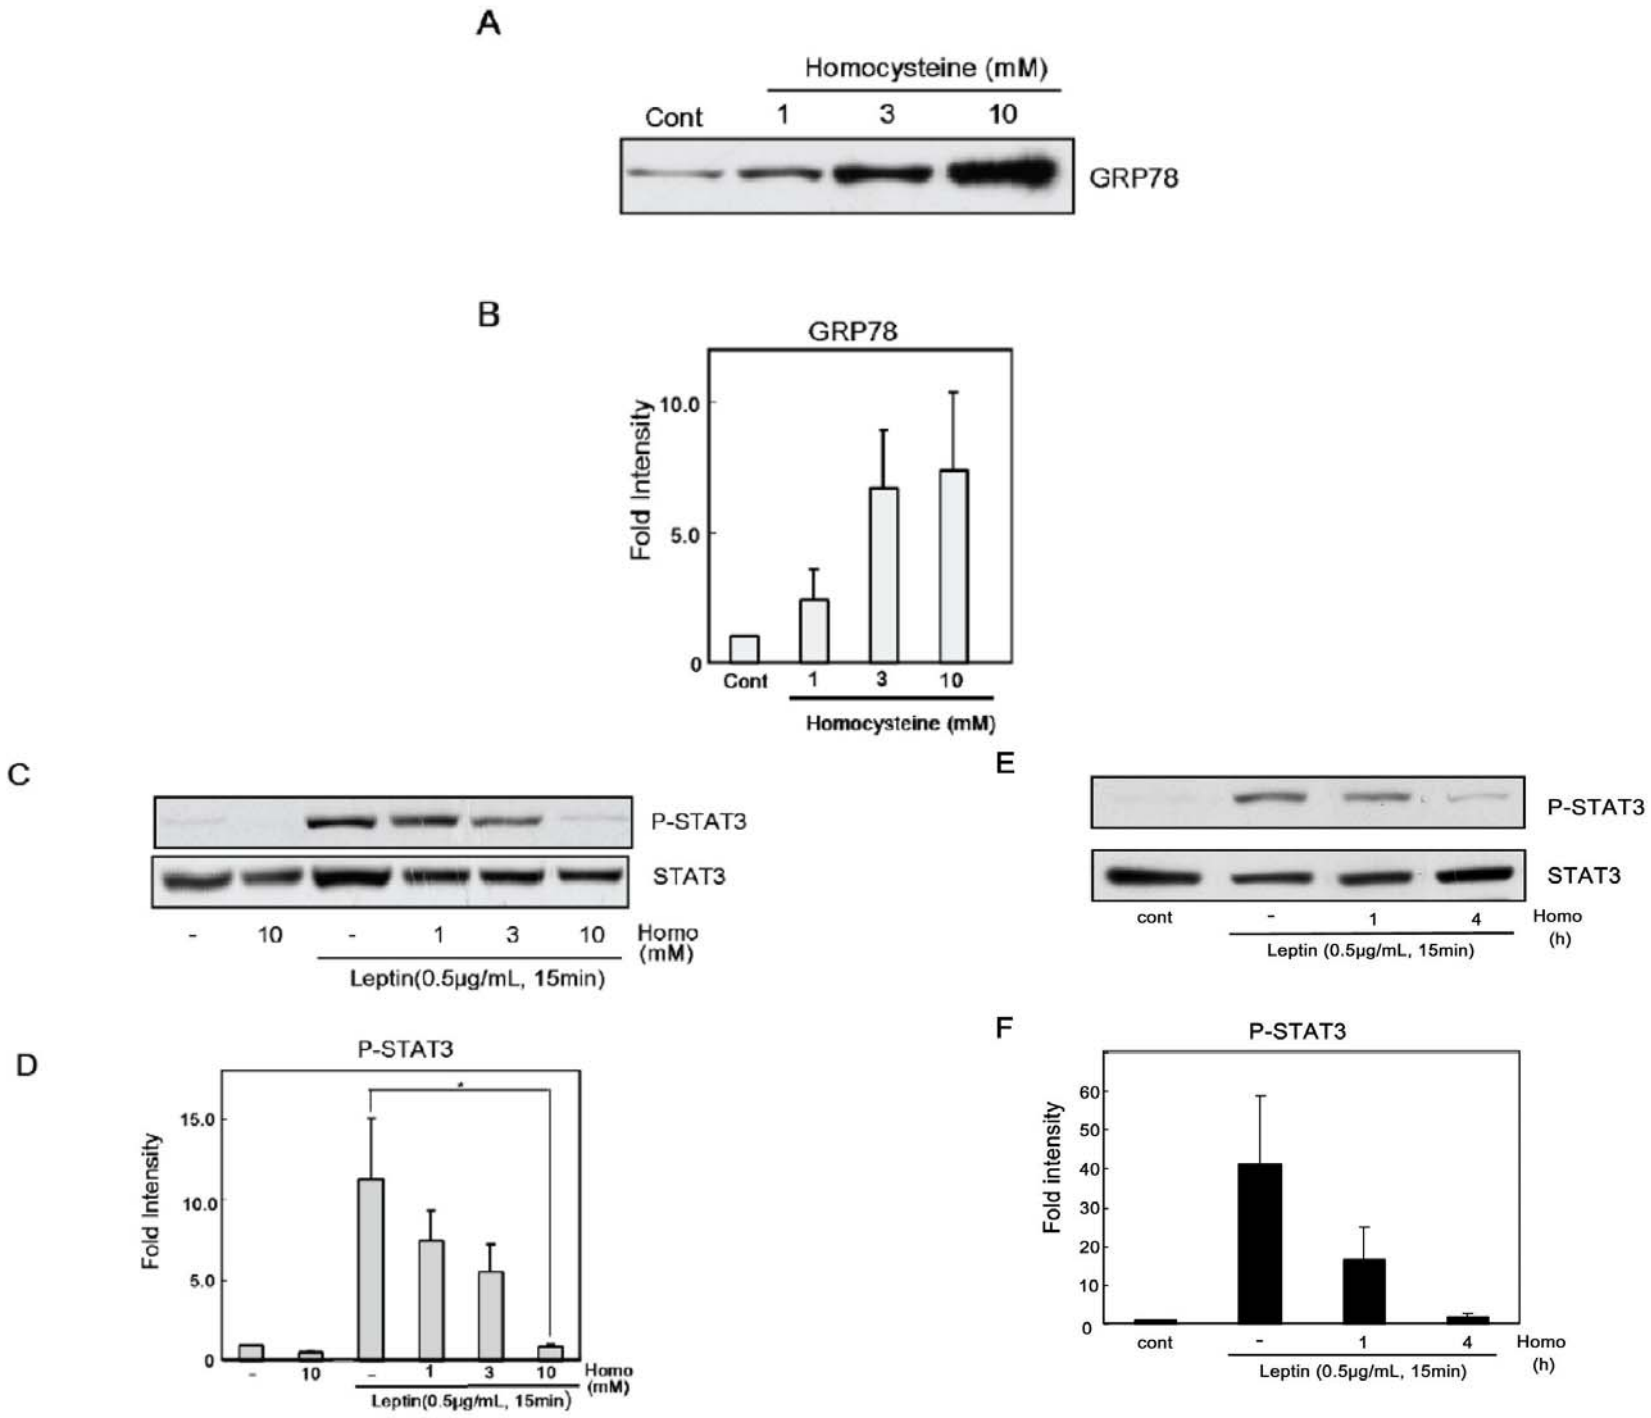 A
Homocysteine (mM)
Cont 1 3 10
GRP78
B
GRP78
Fold Intensity
10.0
5.0
0
Cont 1 3 10
Homocysteine (mM)
C
P-STAT3
STAT3
- 10 - 1 3 10 Homo
(mM)
Leptin(0.5µg/mL, 15min)
D
P-STAT3
Fold Intensity
*
15.0
10.0
5.0
0
- 10 - 1 3 10 Homo
(mM)
Leptin(0.5µg/mL, 15min)
E
P-STAT3
STAT3
cont - 1 4 Homo
(h)
Leptin (0.5µg/mL, 15min)
F
P-STAT3
Fold intensity
60
50
40
30
20
10
0
cont - 1 4 Homo
(h)
Leptin (0.5µg/mL, 15min)